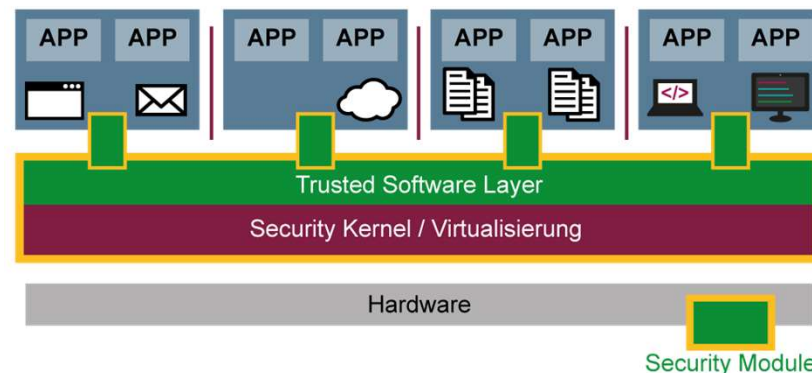 APP APP APP APP APP APP APP APP
</>
Trusted Software Layer
Security Kernel / Virtualisierung
Hardware
Security Module